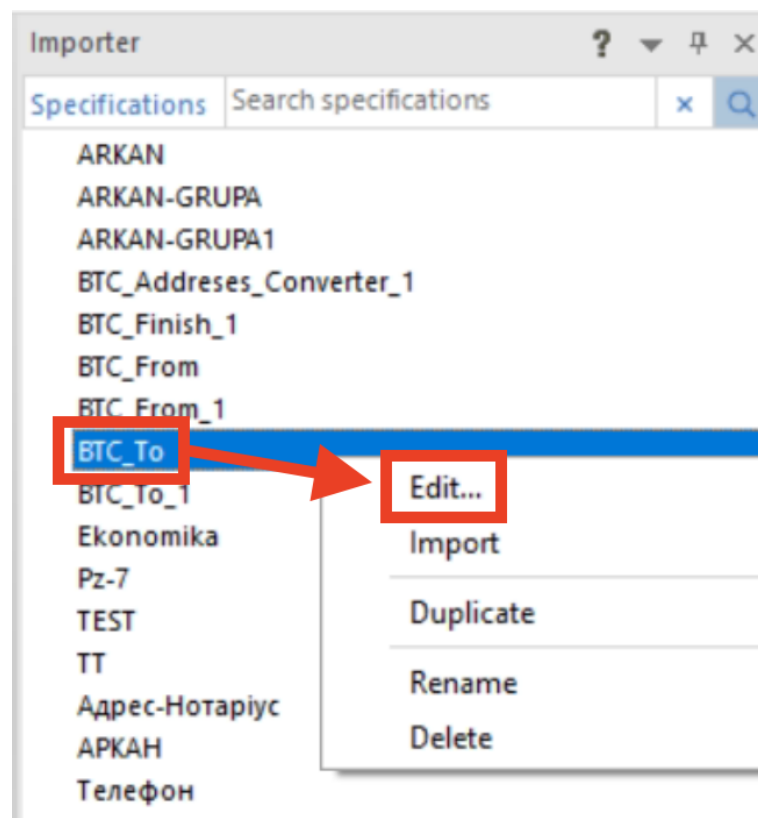 Importer ?
Specifications Search specifications
ARKAN
ARKAN-GRUPA
ARKAN-GRUPA1
BTC_Addreses_Converter_1
BTC_Finish_1
BTC_From
BTC_From_1
BTC_To
BTC_To_1
Ekonomika
Pz-7
TEST
TT
Адрес-Нотаріус
АРКАН
Телефон
Edit...
Import
Duplicate
Rename
Delete